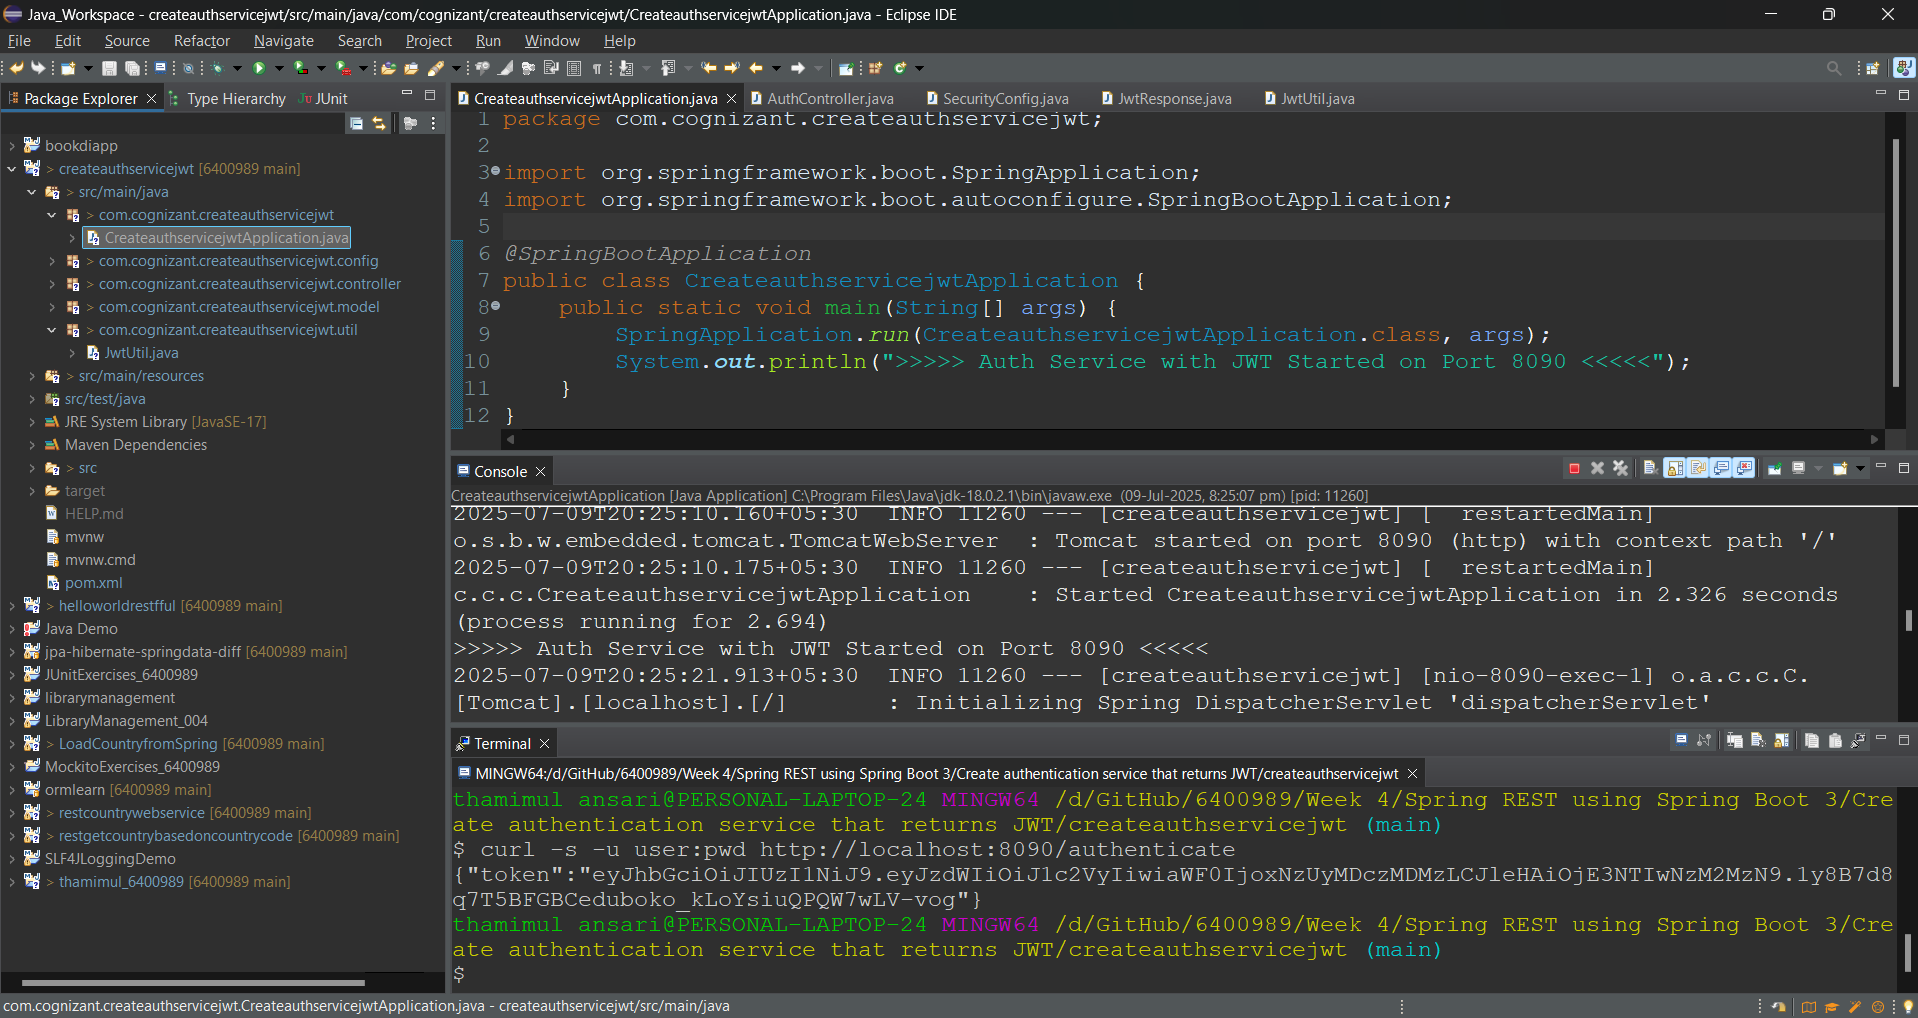 Java_Workspace - createauthservicejwt/src/main/java/com/cognizant/createauthservicejwt/CreateauthservicejwtApplication.java - Eclipse IDE
File Edit Source Refactor Navigate Search Project Run Window Help
Package Explorer
Type Hierarchy
JUnit
bookdiapp
> createauthservicejwt [6400989 main]
> src/main/java
> com.cognizant.createauthservicejwt
CreateauthservicejwtApplication.java
> com.cognizant.createauthservicejwt.config
> com.cognizant.createauthservicejwt.controller
> com.cognizant.createauthservicejwt.model
> com.cognizant.createauthservicejwt.util
JwtUtil.java
> src/main/resources
src/test/java
JRE System Library [JavaSE-17]
Maven Dependencies
> src
target
HELP.md
mvnw
mvnw.cmd
pom.xml
> helloworldrestfful [6400989 main]
Java Demo
jpa-hibernate-springdata-diff [6400989 main]
JUnitExercises_6400989
librarymanagement
LibraryManagement_004
> LoadCountryfromSpring [6400989 main]
MockitoExercises_6400989
ormlearn [6400989 main]
> restcountrywebservice [6400989 main]
> restgetcountrybasedoncountrycode [6400989 main]
SLF4JLoggingDemo
> thamimul_6400989 [6400989 main]
CreateauthservicejwtApplication.java
AuthController.java
SecurityConfig.java
JwtResponse.java
JwtUtil.java
1 package com.cognizant.createauthservicejwt;
2
3 import org.springframework.boot.SpringApplication;
4 import org.springframework.boot.autoconfigure.SpringBootApplication;
5
6 @SpringBootApplication
7 public class CreateauthservicejwtApplication {
8 public static void main(String[] args) {
9 SpringApplication.run(CreateauthservicejwtApplication.class, args);
10 System.out.println(">>>>> Auth Service with JWT Started on Port 8090 <<<<<");
11 }
12 }
Console
CreateauthservicejwtApplication [Java Application] C:\Program Files\Java\jdk-18.0.2.1\bin\javaw.exe (09-Jul-2025, 8:25:07 pm) [pid: 11260]
2025-07-09T20:25:10.160+05:30 INFO 11260 --- [createauthservicejwt] [ restartedMain]
o.s.b.w.embedded.tomcat.TomcatWebServer : Tomcat started on port 8090 (http) with context path '/'
2025-07-09T20:25:10.175+05:30 INFO 11260 --- [createauthservicejwt] [ restartedMain]
c.c.c.CreateauthservicejwtApplication : Started CreateauthservicejwtApplication in 2.326 seconds
(process running for 2.694)
>>>>> Auth Service with JWT Started on Port 8090 <<<<<
2025-07-09T20:25:21.913+05:30 INFO 11260 --- [createauthservicejwt] [nio-8090-exec-1] o.a.c.c.C.
[Tomcat].[localhost].[/] : Initializing Spring DispatcherServlet 'dispatcherServlet'
Terminal
MINGW64:/d/GitHub/6400989/Week 4/Spring REST using Spring Boot 3/Create authentication service that returns JWT/createauthservicejwt
thamimul ansari@PERSONAL-LAPTOP-24 MINGW64 /d/GitHub/6400989/Week 4/Spring REST using Spring Boot 3/Cre
ate authentication service that returns JWT/createauthservicejwt (main)
$ curl -s -u user:pwd http://localhost:8090/authenticate
{"token":"eyJhbGciOiJIUzI1NiJ9.eyJzdWIiOiJ1c2VyIiwiaWF0IjoxNzUyMDczMDMzLCJleHAiOjE3NTIwNzM2MzN9.1y8B7d8
q7T5BFGBCeduboko_kLoYsiuQPQW7wLV-vog"}
thamimul ansari@PERSONAL-LAPTOP-24 MINGW64 /d/GitHub/6400989/Week 4/Spring REST using Spring Boot 3/Cre
ate authentication service that returns JWT/createauthservicejwt (main)
$
com.cognizant.createauthservicejwt.CreateauthservicejwtApplication.java - createauthservicejwt/src/main/java